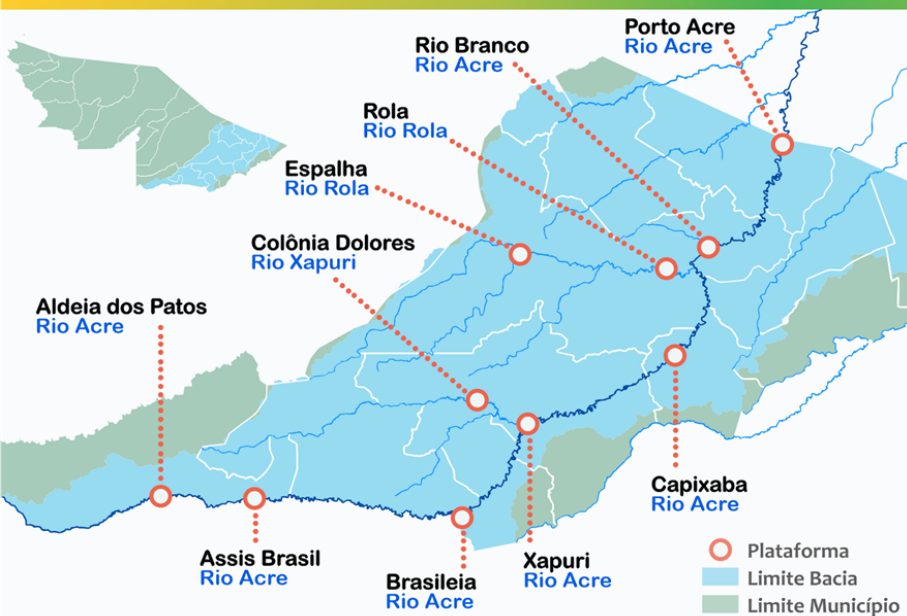 Porto Acre
Rio Acre
Rio Branco
Rio Acre
Rola
Rio Rola
Espalha
Rio Rola
Colônia Dolores
Rio Xapuri
Aldeia dos Patos
Rio Acre
Capixaba
Rio Acre
Assis Brasil
Rio Acre
Brasileia
Rio Acre
Xapuri
Rio Acre
Plataforma
Limite Bacia
Limite Município